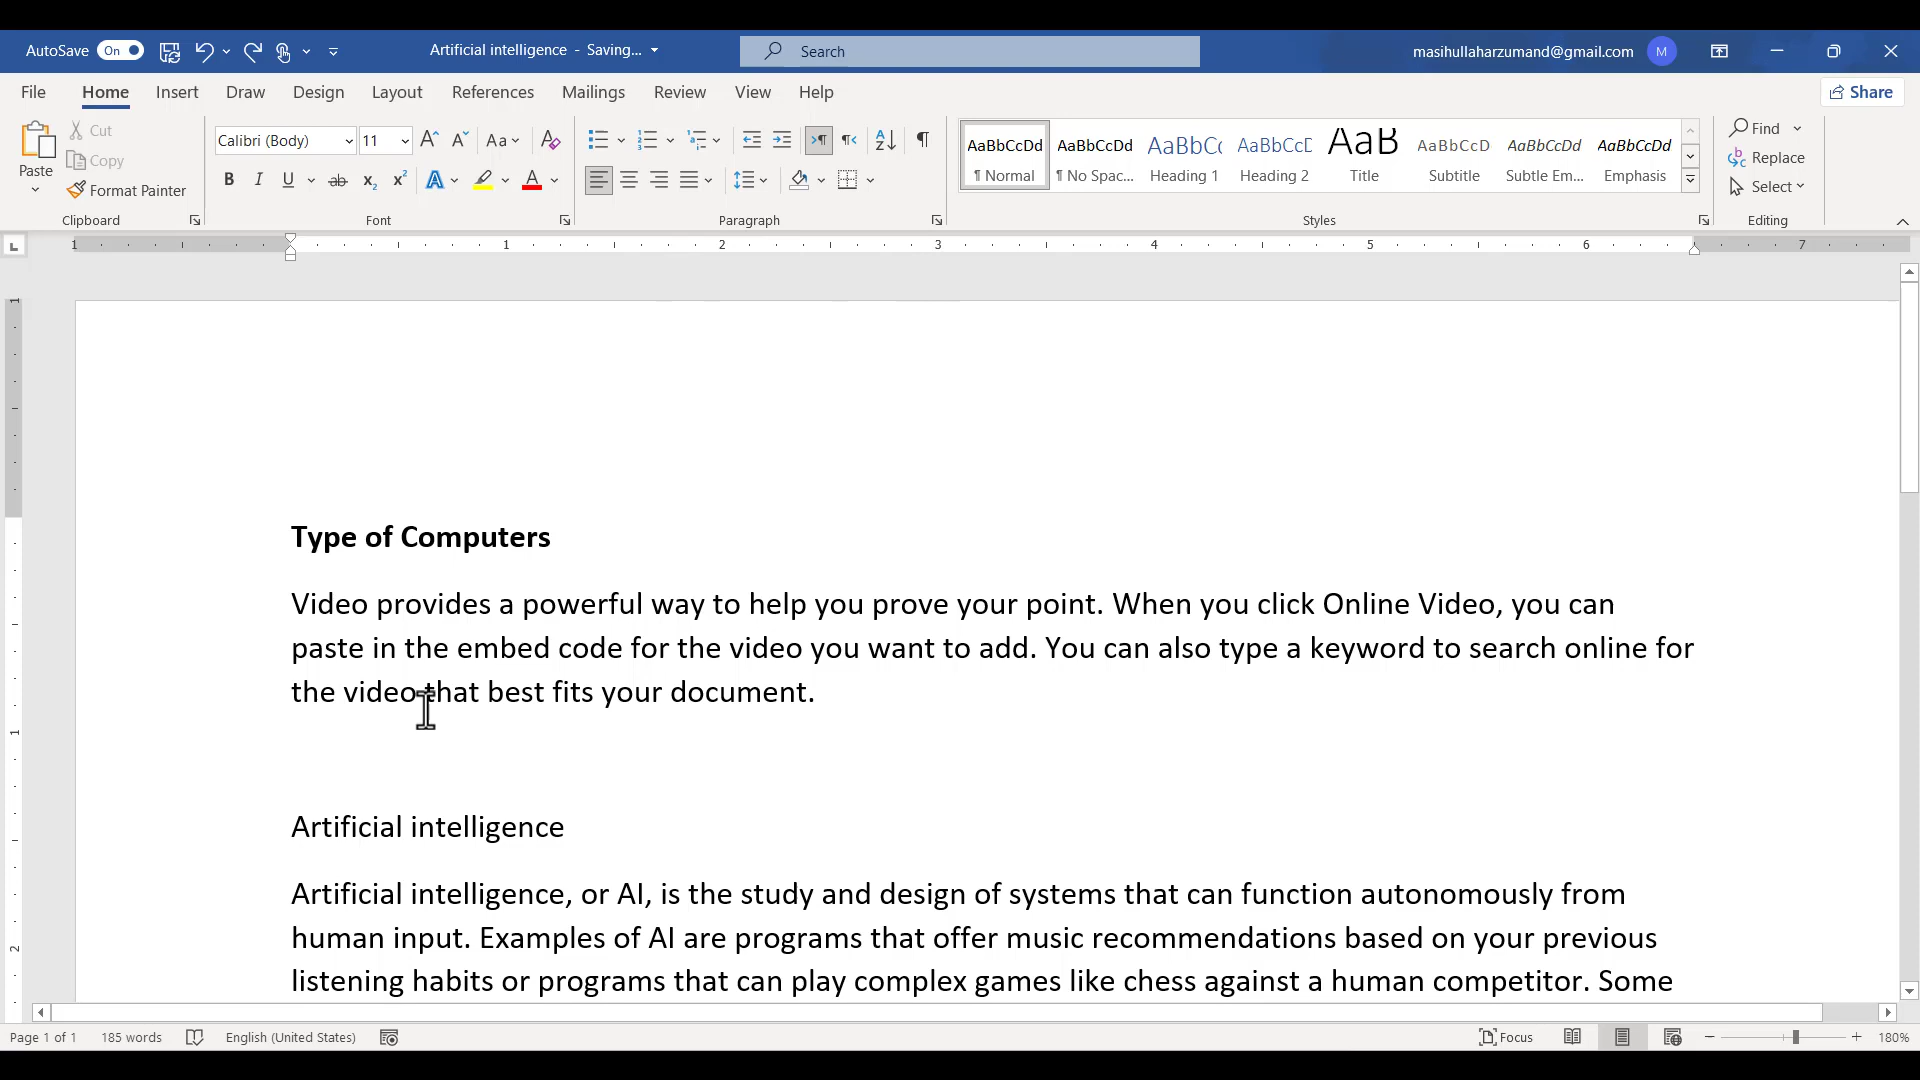 AutoSave On Artificial intelligence - Saving... Search masihullaharzumand@gmail.com M
File Home Insert Draw Design Layout References Mailings Review View Help Share
Paste Cut Copy Format Painter
Clipboard
Calibri (Body) 11 Aa
B I U ab x₂ x² A A
Font
Paragraph
AaBbCcDd AaBbCcDd AaBbCc AaBbCcD AaB AaBbCcD AaBbCcDd AaBbCcDd
¶ Normal ¶ No Spac... Heading 1 Heading 2 Title Subtitle Subtle Em... Emphasis
Styles
Find
Replace
Select
Editing
1 1 2 3 4 5 6 7
Type of Computers
Video provides a powerful way to help you prove your point. When you click Online Video, you can
paste in the embed code for the video you want to add. You can also type a keyword to search online for
the video that best fits your document.
Artificial intelligence
Artificial intelligence, or AI, is the study and design of systems that can function autonomously from
human input. Examples of AI are programs that offer music recommendations based on your previous
listening habits or programs that can play complex games like chess against a human competitor. Some
Page 1 of 1 185 words English (United States) Focus 180%